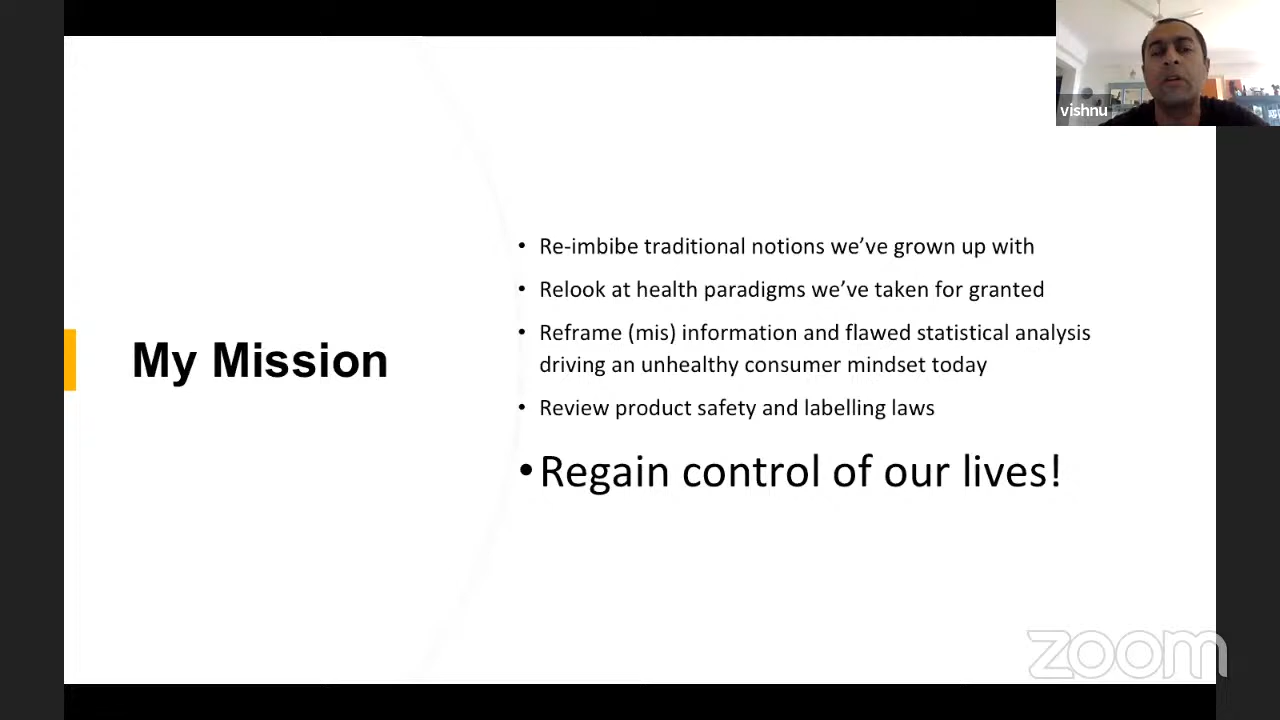 vishnu
My Mission
• Re-imbibe traditional notions we’ve grown up with
• Relook at health paradigms we’ve taken for granted
• Reframe (mis) information and flawed statistical analysis
driving an unhealthy consumer mindset today
• Review product safety and labelling laws
• Regain control of our lives!
zoom